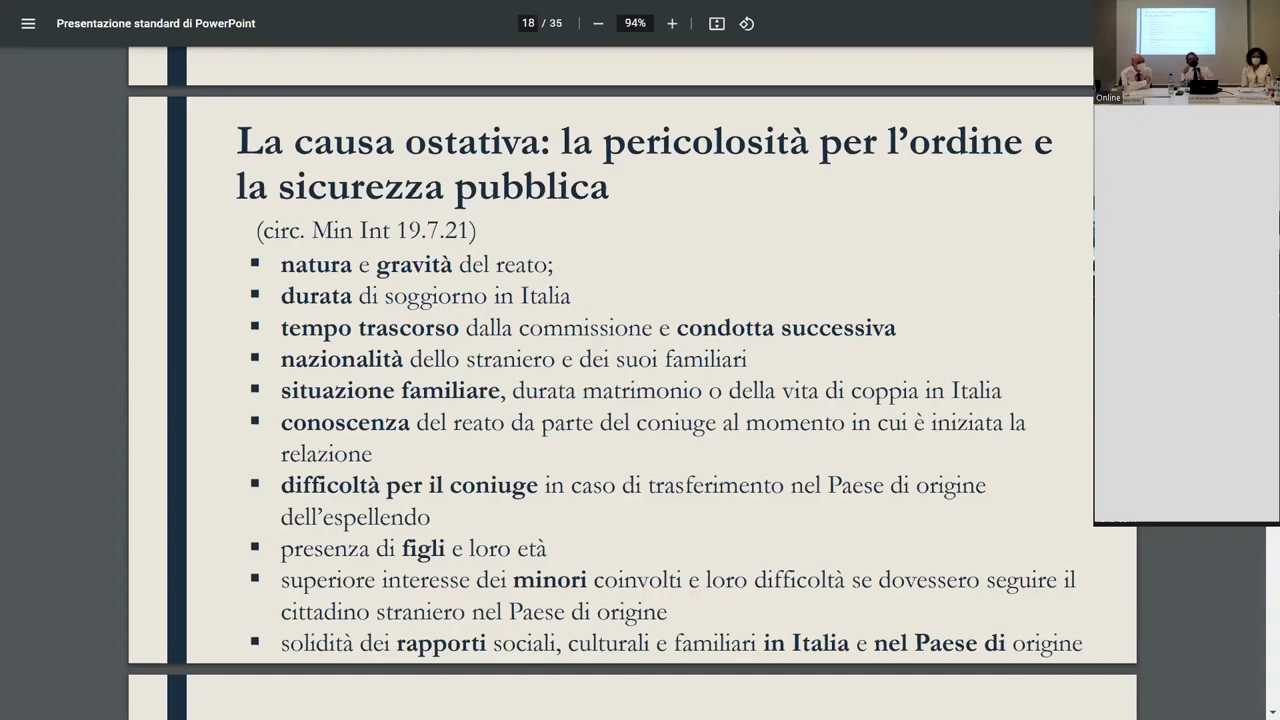 Presentazione standard di PowerPoint
18 / 35
94%
Online
La causa ostativa: la pericolosità per l’ordine e
la sicurezza pubblica
(circ. Min Int 19.7.21)
▪ natura e gravità del reato;
▪ durata di soggiorno in Italia
▪ tempo trascorso dalla commissione e condotta successiva
▪ nazionalità dello straniero e dei suoi familiari
▪ situazione familiare, durata matrimonio o della vita di coppia in Italia
▪ conoscenza del reato da parte del coniuge al momento in cui è iniziata la
relazione
▪ difficoltà per il coniuge in caso di trasferimento nel Paese di origine
dell’espellendo
▪ presenza di figli e loro età
▪ superiore interesse dei minori coinvolti e loro difficoltà se dovessero seguire il
cittadino straniero nel Paese di origine
▪ solidità dei rapporti sociali, culturali e familiari in Italia e nel Paese di origine